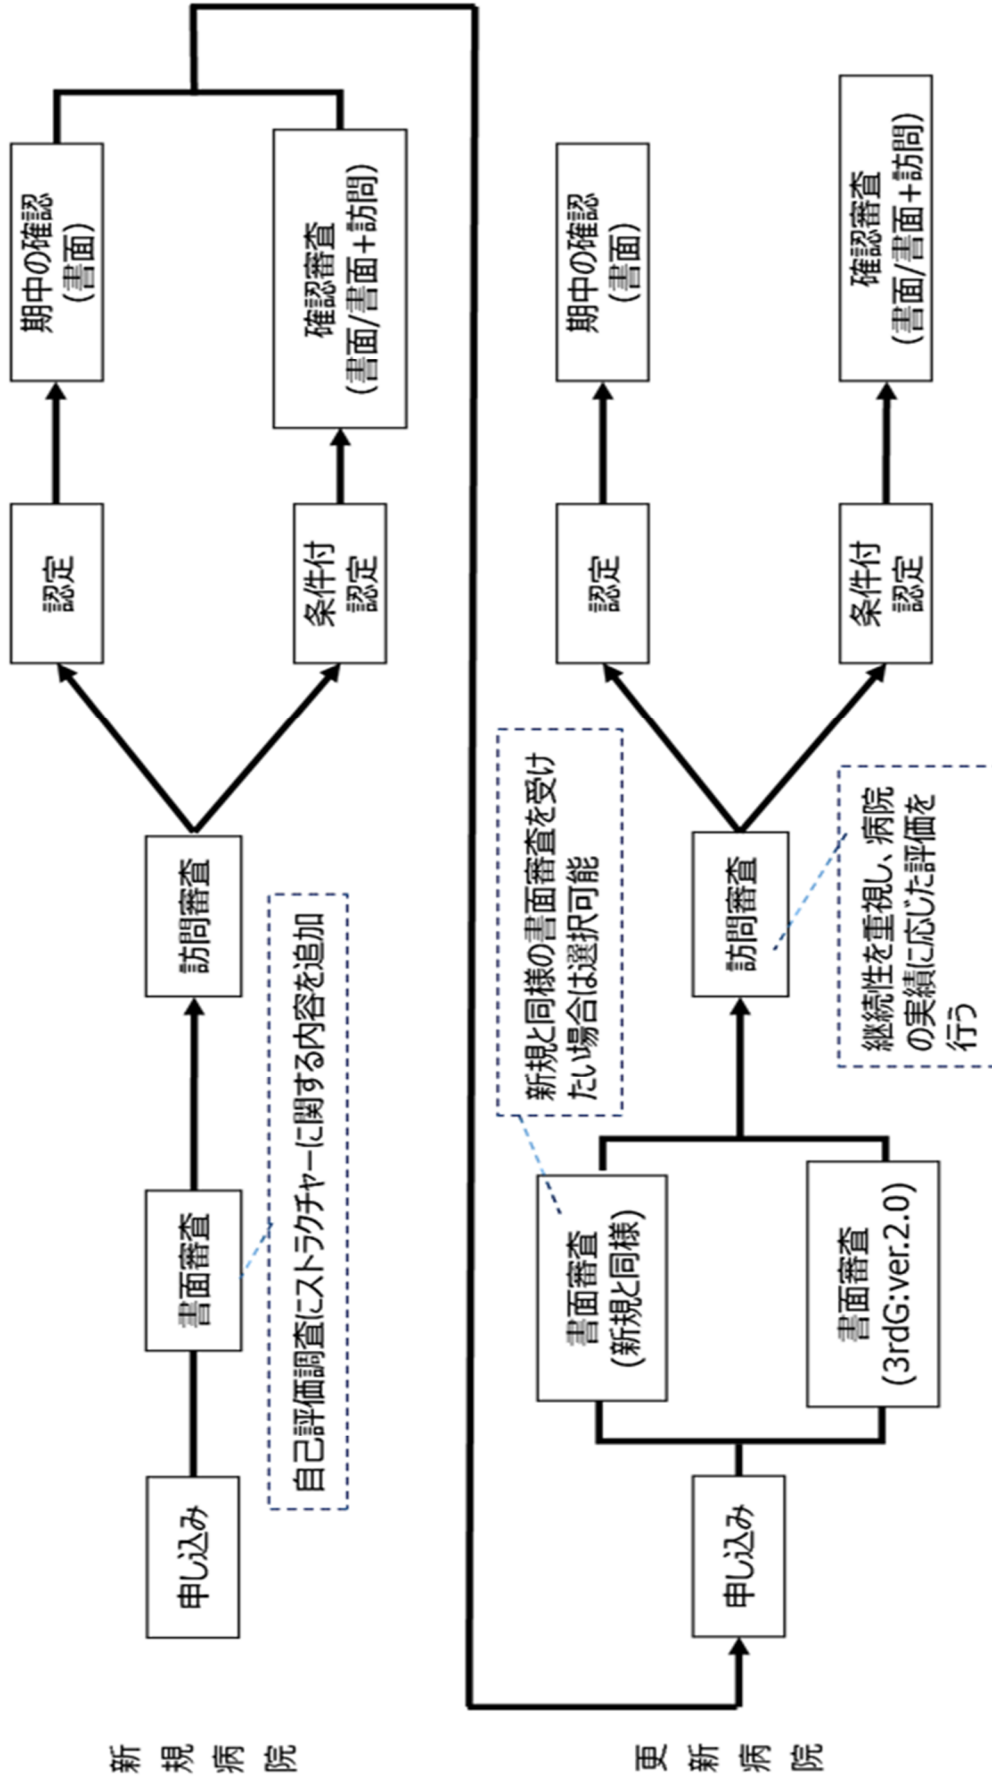 新規病院
申し込み
書面審査
自己評価調査にストラクチャーに関する内容を追加
訪問審査
認定
期中の確認
(書面)
条件付
認定
確認審査
(書面/書面+訪問)
更新病院
申し込み
書面審査
(新規と同様)
新規と同様の書面審査を受け
たい場合は選択可能
書面審査
(3rdG:ver.2.0)
訪問審査
継続性を重視し、病院
の実績に応じた評価を
行う
認定
期中の確認
(書面)
条件付
認定
確認審査
(書面/書面+訪問)